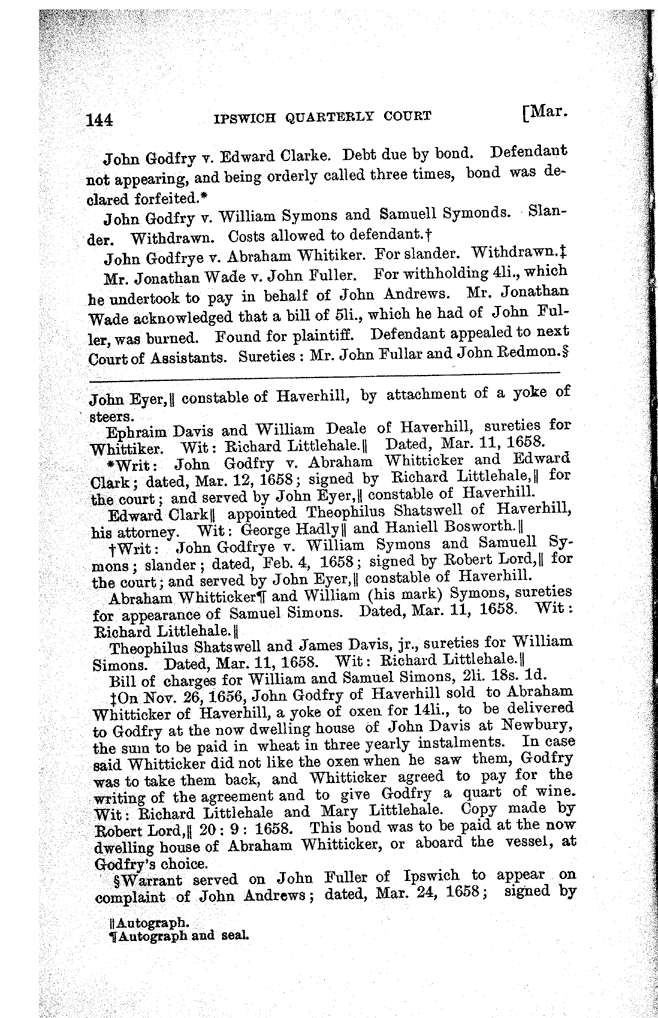 144 IPSWICH QUARTERLY COURT [Mar.
John Godfry v. Edward Clarke. Debt due by bond. Defendant
not appearing, and being orderly called three times, bond was de-
clared forfeited.*
John Godfry v. William Symons and Samuell Symonds. Slan-
der. Withdrawn. Costs allowed to defendant.†
John Godfrye v. Abraham Whitiker. For slander. Withdrawn.‡
Mr. Jonathan Wade v. John Fuller. For withholding 4li., which
he undertook to pay in behalf of John Andrews. Mr. Jonathan
Wade acknowledged that a bill of 5li., which he had of John Ful-
ler, was burned. Found for plaintiff. Defendant appealed to next
Court of Assistants. Sureties : Mr. John Fullar and John Redmon.§
John Eyer,‖ constable of Haverhill, by attachment of a yoke of
steers.
Ephraim Davis and William Deale of Haverhill, sureties for
Whittiker. Wit: Richard Littlehale.‖ Dated, Mar. 11, 1658.
*Writ: John Godfry v. Abraham Whitticker and Edward
Clark; dated, Mar. 12, 1658; signed by Richard Littlehale,‖ for
the court; and served by John Eyer,‖ constable of Haverhill.
Edward Clark‖ appointed Theophilus Shatswell of Haverhill,
his attorney. Wit: George Hadly‖ and Haniell Bosworth.‖
†Writ: John Godfrye v. William Symons and Samuell Sy-
mons; slander; dated, Feb. 4, 1658; signed by Robert Lord,‖ for
the court; and served by John Eyer,‖ constable of Haverhill.
Abraham Whitticker¶ and William (his mark) Symons, sureties
for appearance of Samuel Simons. Dated, Mar. 11, 1658. Wit:
Richard Littlehale.‖
Theophilus Shatswell and James Davis, jr., sureties for William
Simons. Dated, Mar. 11, 1658. Wit: Richard Littlehale.‖
Bill of charges for William and Samuel Simons, 2li. 18s. 1d.
‡On Nov. 26, 1656, John Godfry of Haverhill sold to Abraham
Whitticker of Haverhill, a yoke of oxen for 14li., to be delivered
to Godfry at the now dwelling house of John Davis at Newbury,
the sum to be paid in wheat in three yearly instalments. In case
said Whitticker did not like the oxen when he saw them, Godfry
was to take them back, and Whitticker agreed to pay for the
writing of the agreement and to give Godfry a quart of wine.
Wit: Richard Littlehale and Mary Littlehale. Copy made by
Robert Lord,‖ 20 : 9 : 1658. This bond was to be paid at the now
dwelling house of Abraham Whitticker, or aboard the vessel, at
Godfry's choice.
§Warrant served on John Fuller of Ipswich to appear on
complaint of John Andrews; dated, Mar. 24, 1658; signed by
‖Autograph.
¶Autograph and seal.